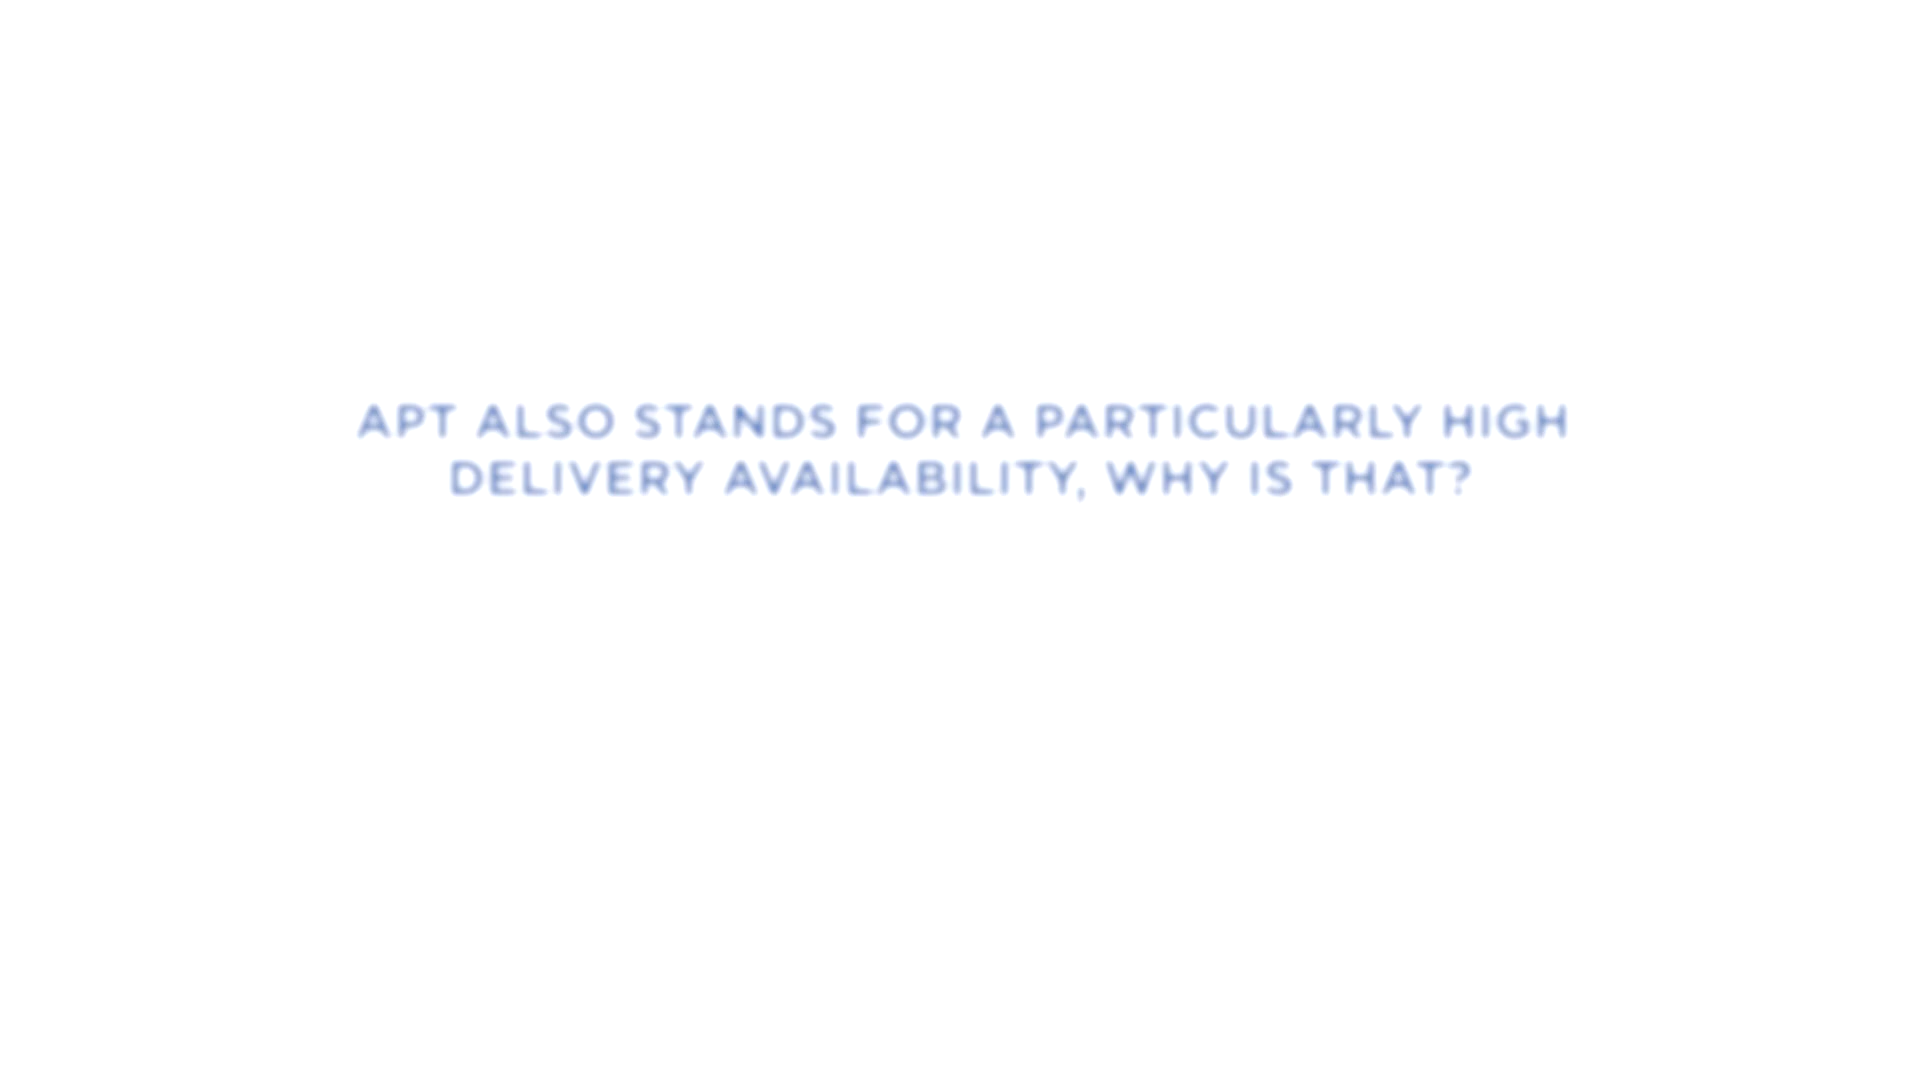 APT ALSO STANDS FOR A PARTICULARLY HIGH
DELIVERY AVAILABILITY, WHY IS THAT?